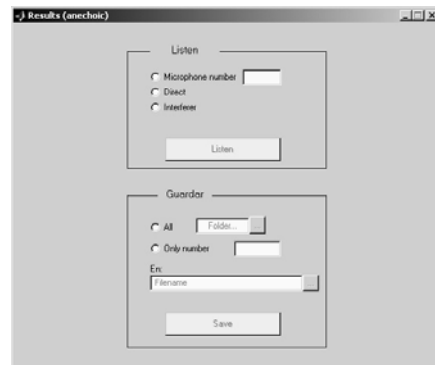 Results (anechoic)
Listen
Microphone number
Direct
Interferer
Listen
Guardar
All Folder... ...
Only number
En:
Filename ...
Save